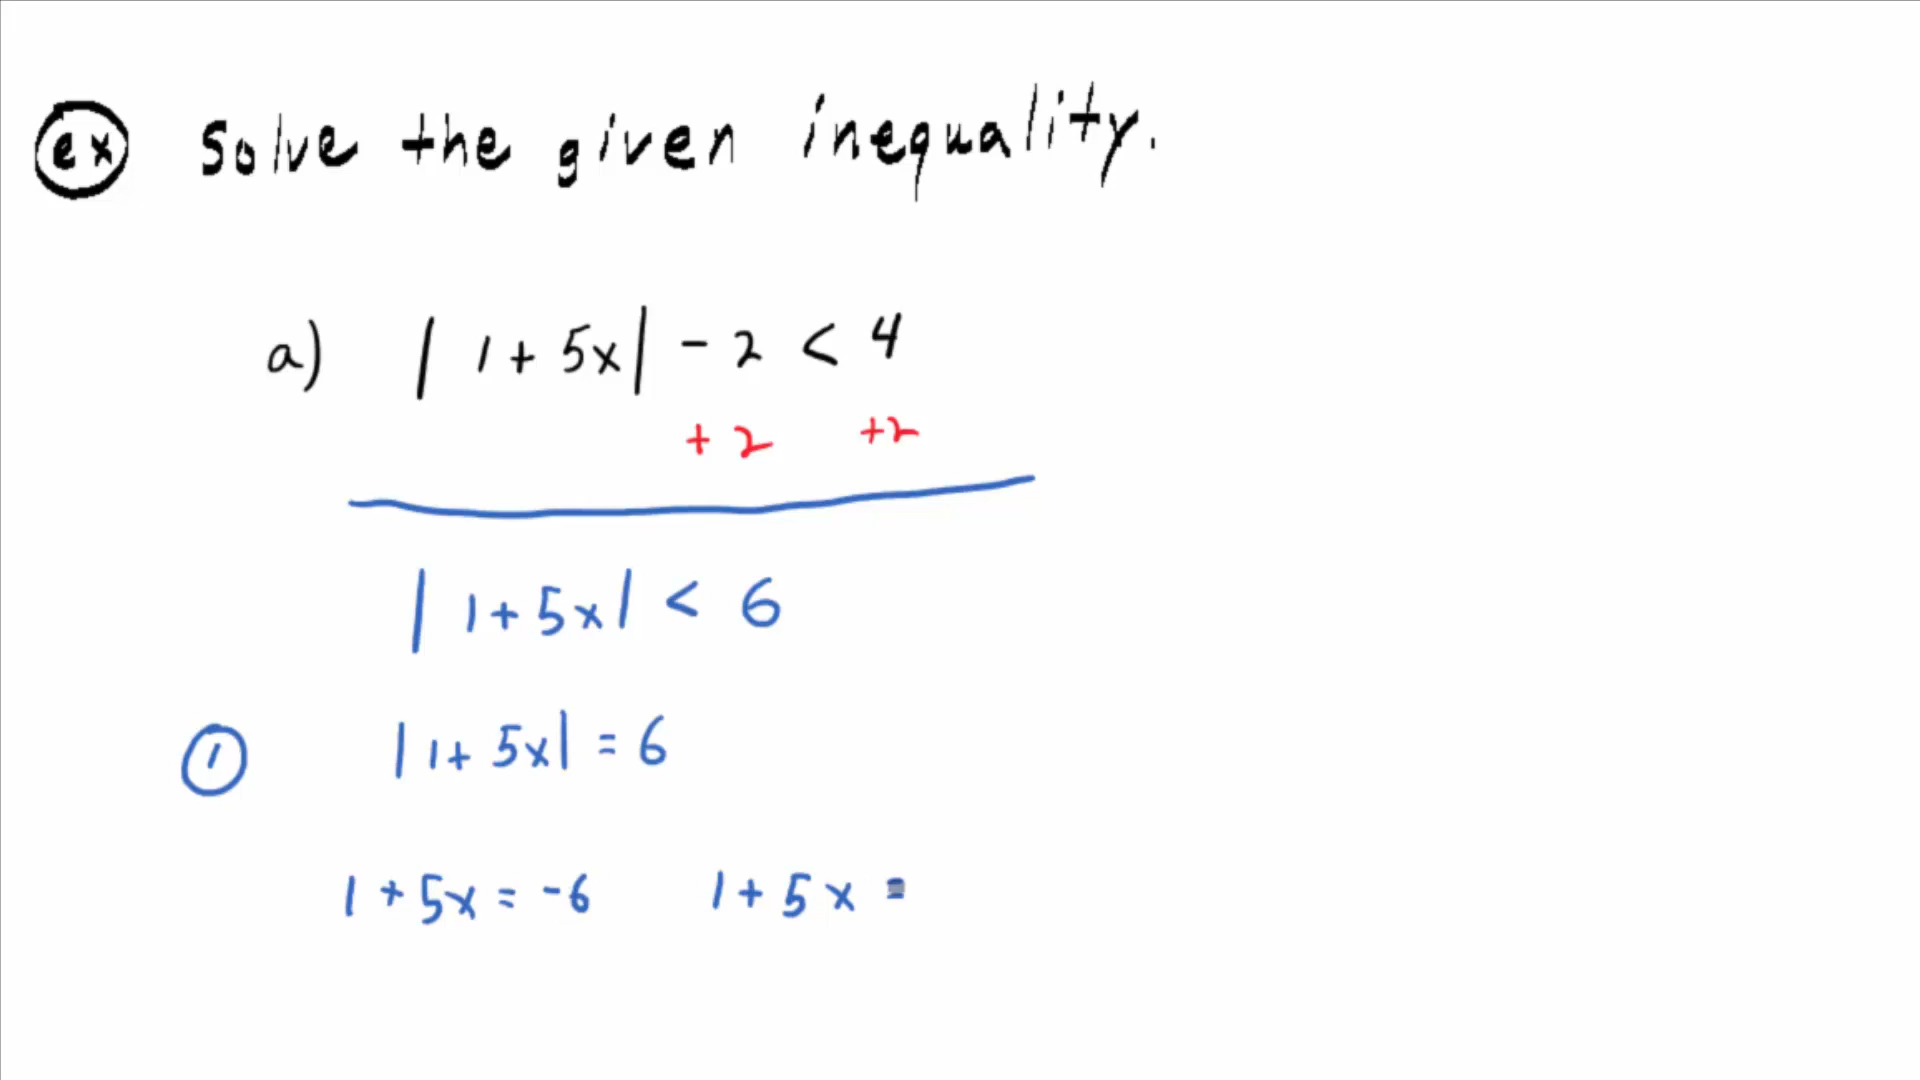 ex Solve the given inequality.
a) | 1 + 5x | - 2 < 4
+ 2 +2
| 1 + 5x | < 6
1 | 1 + 5x | = 6
1 + 5x = -6 1 + 5x =